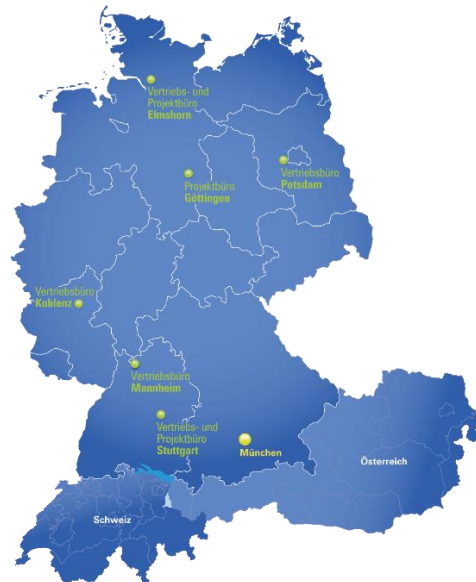 Vertriebs- und
Projektbüro
Elmshorn
Vertriebsbüro
Potsdam
Projektbüro
Göttingen
Vertriebsbüro
Koblenz
Vertriebsbüro
Mannheim
Vertriebs- und
Projektbüro
Stuttgart
München
Österreich
Schweiz